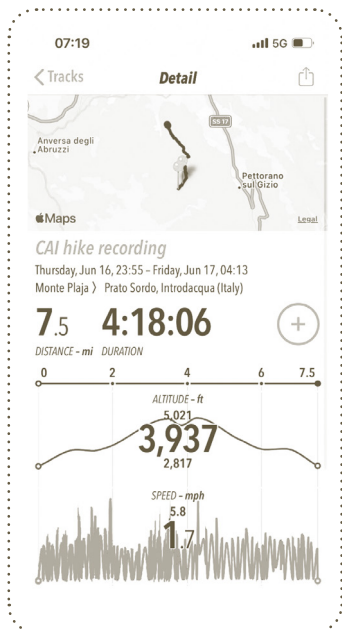 07:19
5G
Tracks
Detail
SS 17
Anversa degli
Abruzzi
Pettorano
sul Gizio
Maps
Legal
CAI hike recording
Thursday, Jun 16, 23:55 – Friday, Jun 17, 04:13
Monte Plaja 〉 Prato Sordo, Introdacqua (Italy)
7.5 4:18:06
DISTANCE – mi DURATION
0 2 4 6 7.5
ALTITUDE – ft
5,021
3,937
2,817
SPEED – mph
5.8
1.7